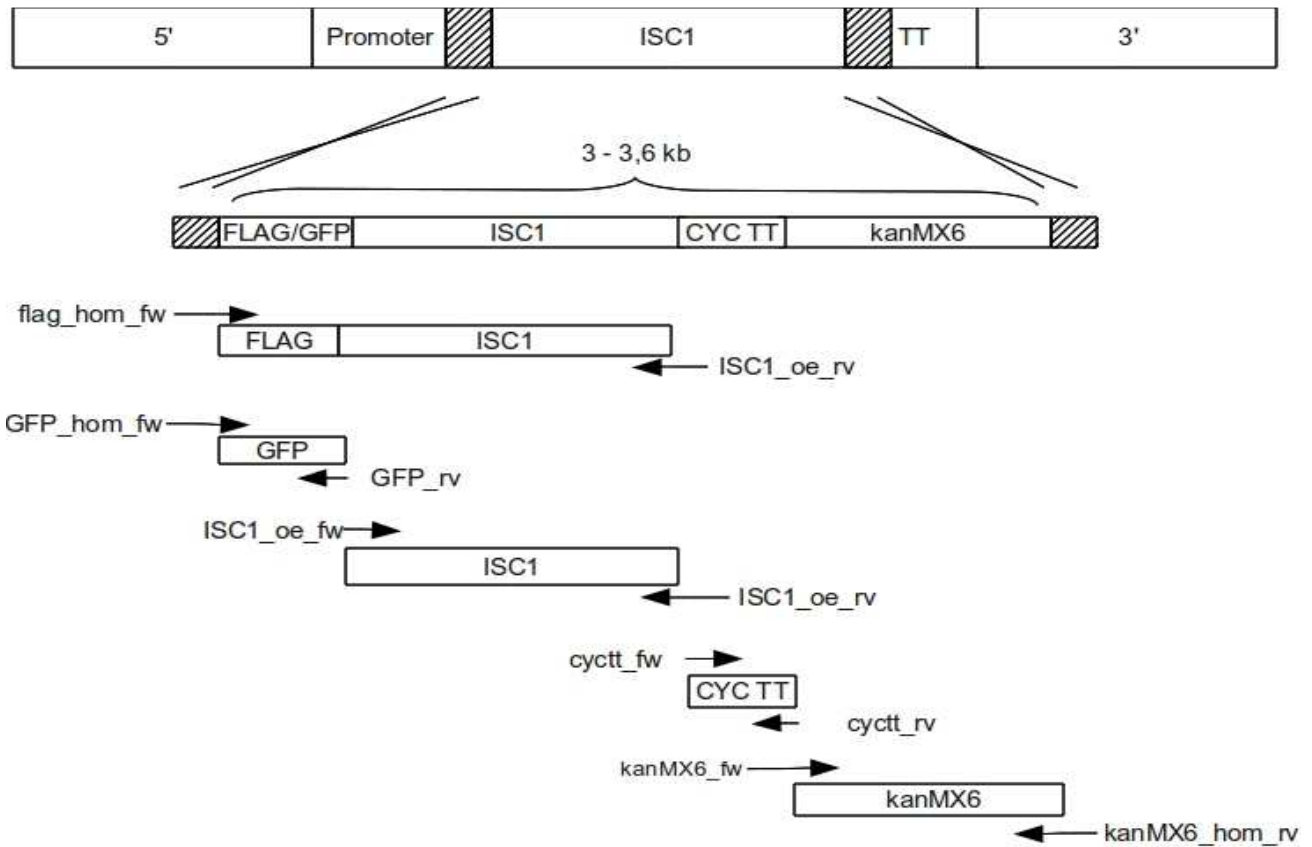 5' Promoter ISC1 TT 3'
3 - 3,6 kb
FLAG/GFP ISC1 CYC TT kanMX6
flag_hom_fw
FLAG ISC1
ISC1_oe_rv
GFP_hom_fw
GFP
GFP_rv
ISC1_oe_fw
ISC1
ISC1_oe_rv
cyctt_fw
CYC TT
cyctt_rv
kanMX6_fw
kanMX6
kanMX6_hom_rv